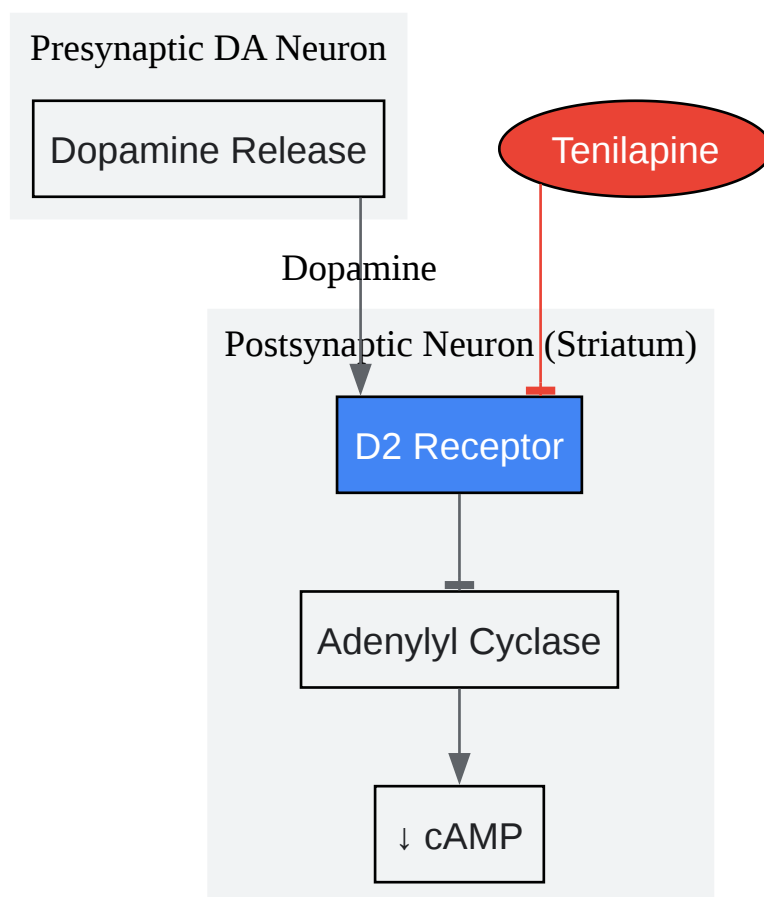 Presynaptic DA Neuron
Dopamine Release
Tenilapine
Dopamine
Postsynaptic Neuron (Striatum)
D2 Receptor
Adenylyl Cyclase
↓ cAMP